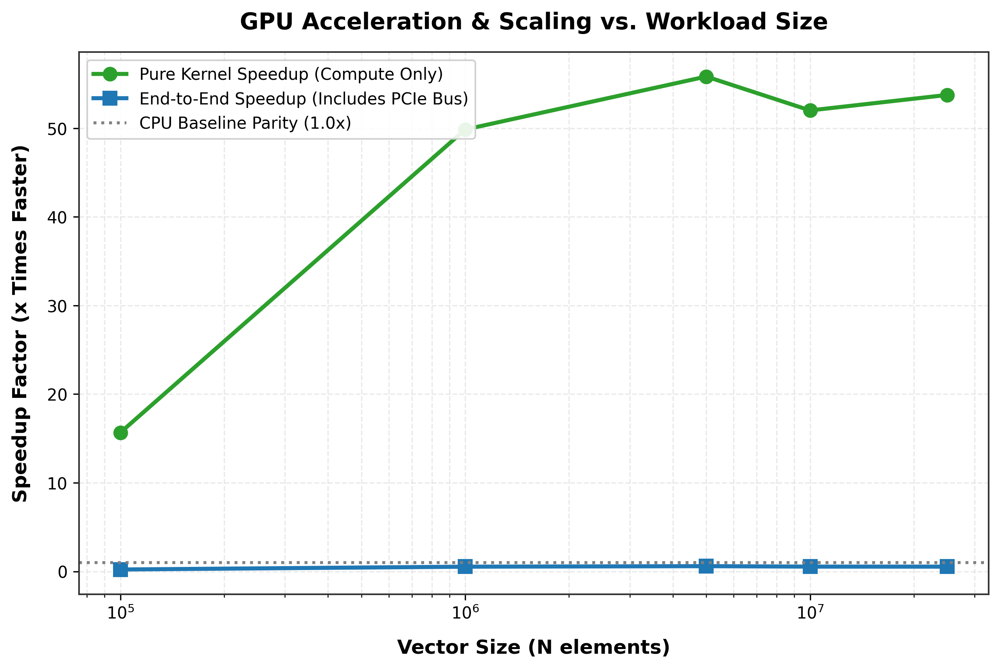 GPU Acceleration & Scaling vs. Workload Size
Pure Kernel Speedup (Compute Only)
End-to-End Speedup (Includes PCIe Bus)
CPU Baseline Parity (1.0x)
Speedup Factor (x Times Faster)
50
40
30
20
10
0
10⁵
10⁶
10⁷
Vector Size (N elements)